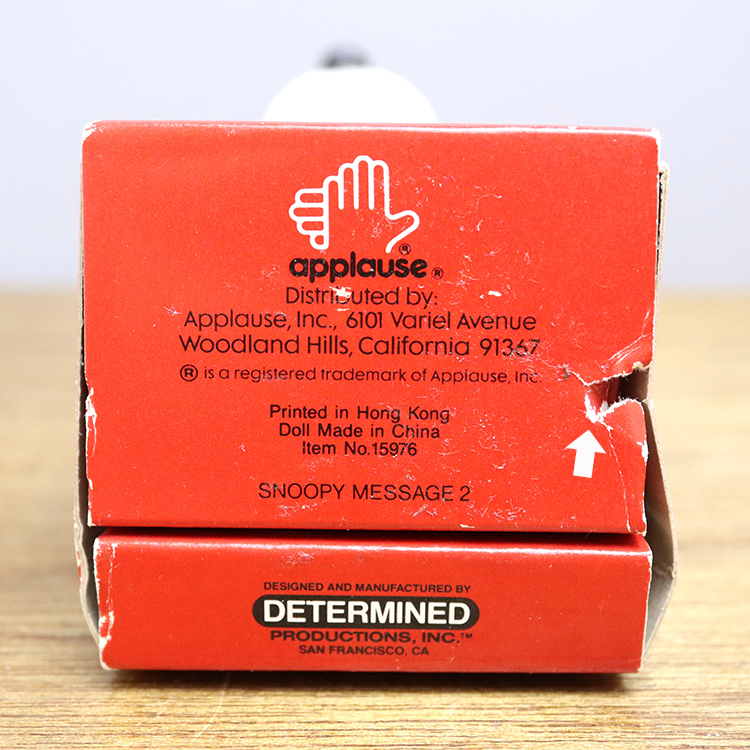 applause®
Distributed by:
Applause, Inc., 6101 Variel Avenue
Woodland Hills, California 91367
® is a registered trademark of Applause, Inc.
Printed in Hong Kong
Doll Made in China
Item No.15976
SNOOPY MESSAGE 2
DESIGNED AND MANUFACTURED BY
DETERMINED
PRODUCTIONS, INC.™
SAN FRANCISCO, CA